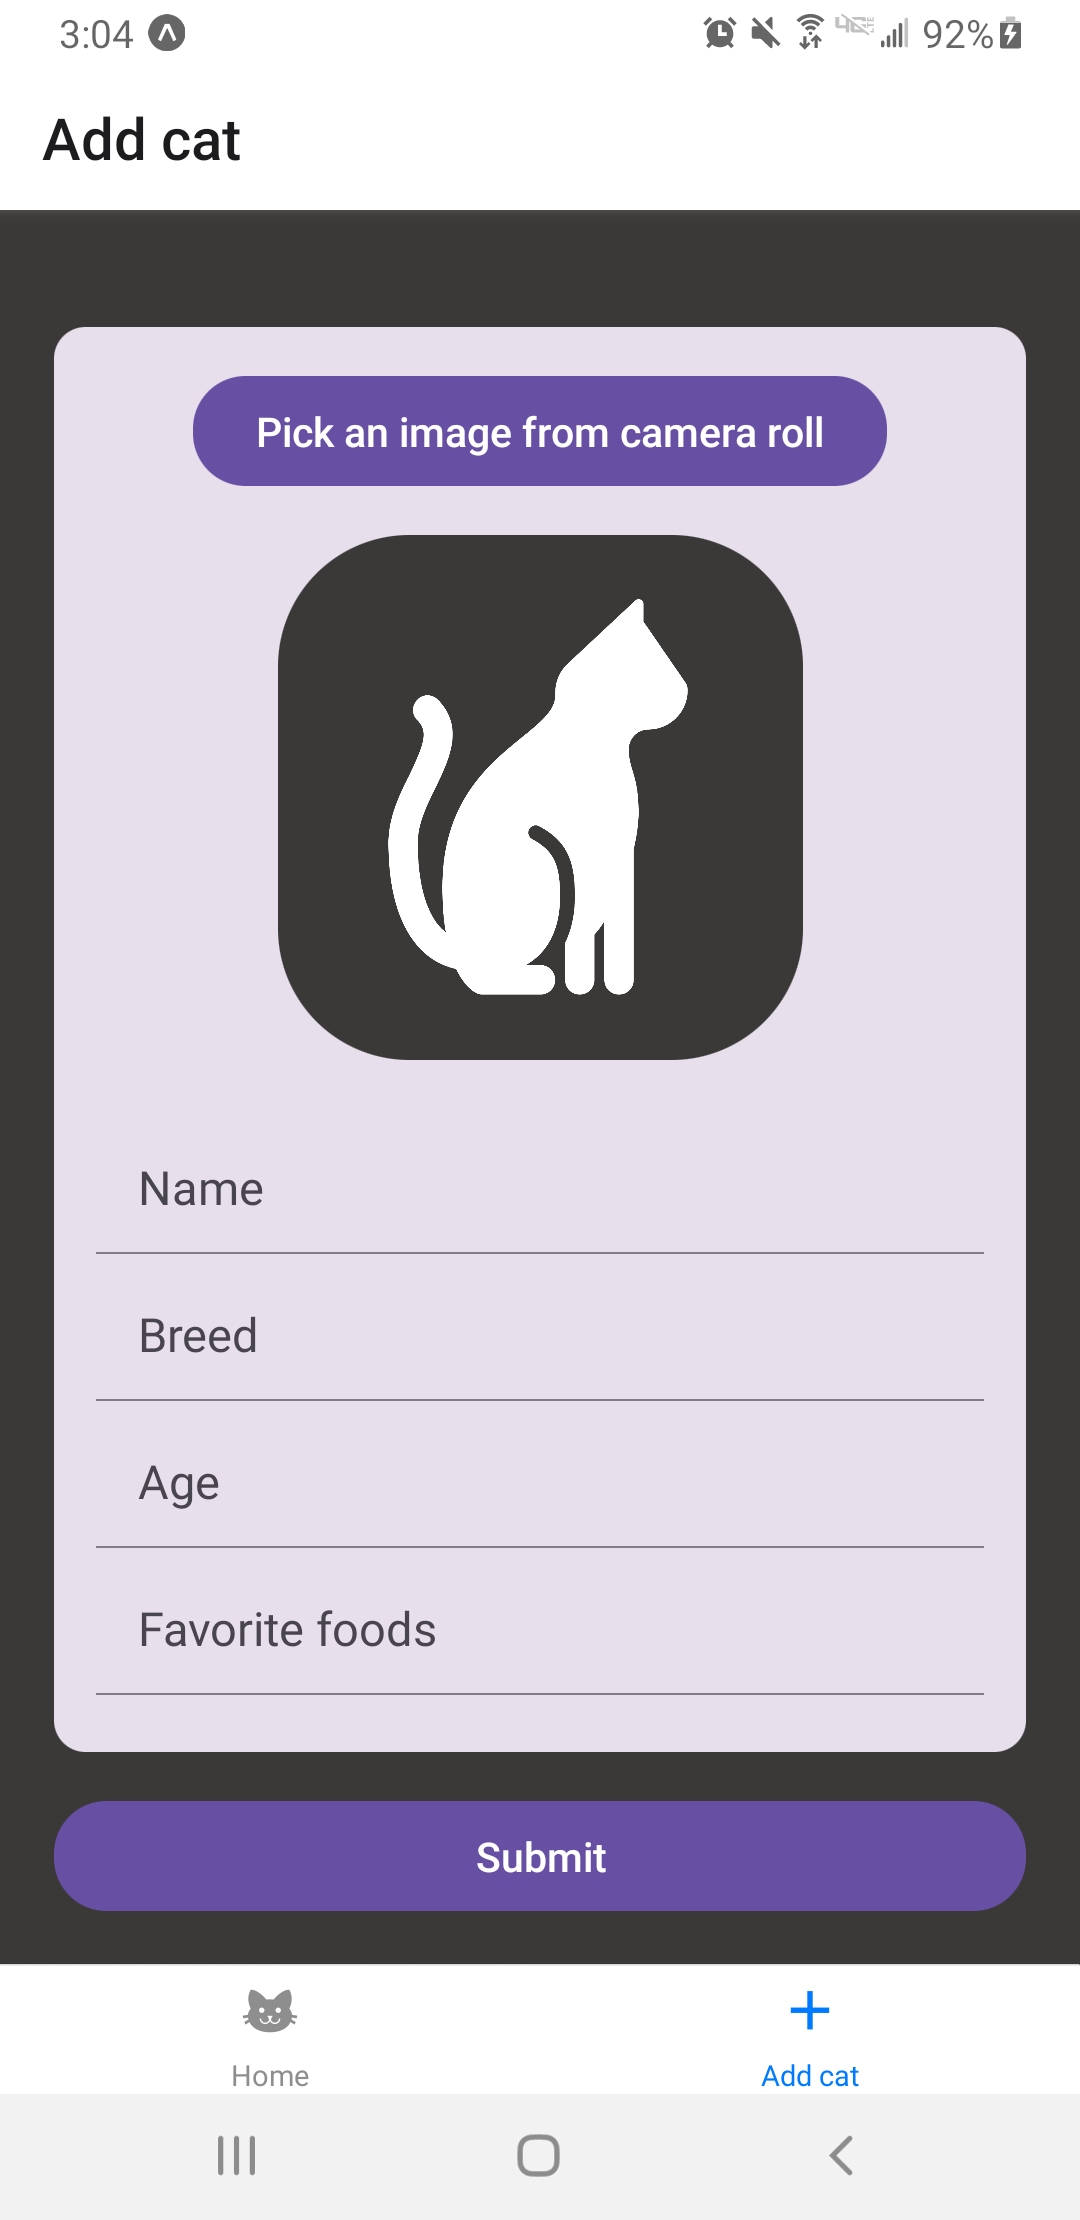 3:04
92%
Add cat
Pick an image from camera roll
Name
Breed
Age
Favorite foods
Submit
Home
Add cat